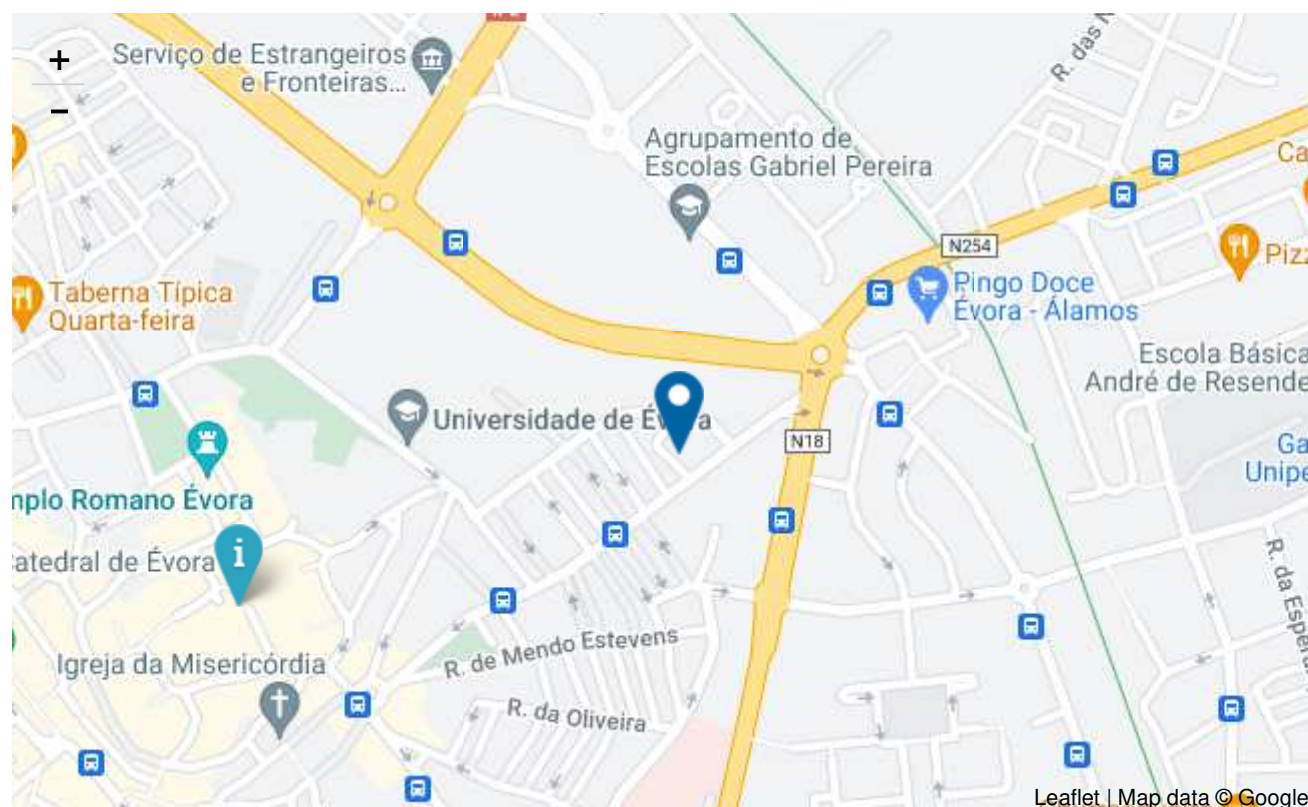 +
−
Serviço de Estrangeiros
e Fronteiras...
R. das
Agrupamento de
Escolas Gabriel Pereira
Ca
N254
Pizz
Pingo Doce
Évora - Álamos
Taberna Típica
Quarta-feira
Escola Básica
André de Resende
Universidade de Évora
N18
Ga
Unipe
mplo Romano Évora
i
atedral de Évora
R. da Espera
R. de Mendo Estevens
Igreja da Misericórdia
R. da Oliveira
Leaflet | Map data © Google